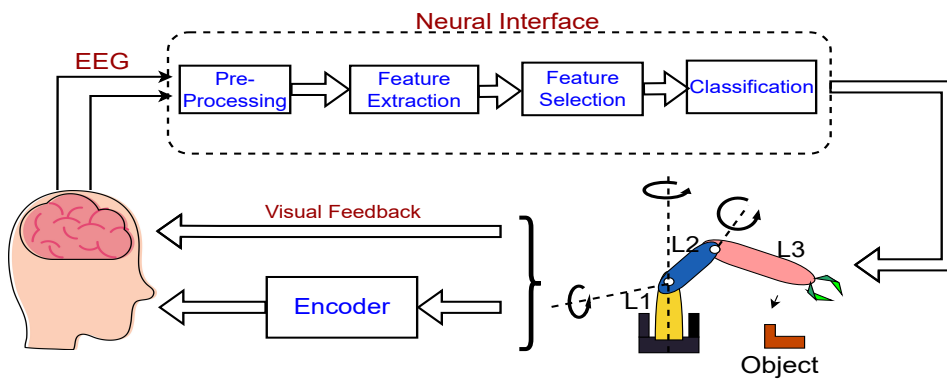 Neural Interface
EEG
Pre-
Processing
Feature
Extraction
Feature
Selection
Classification
Visual Feedback
Encoder
L1
L2
L3
Object